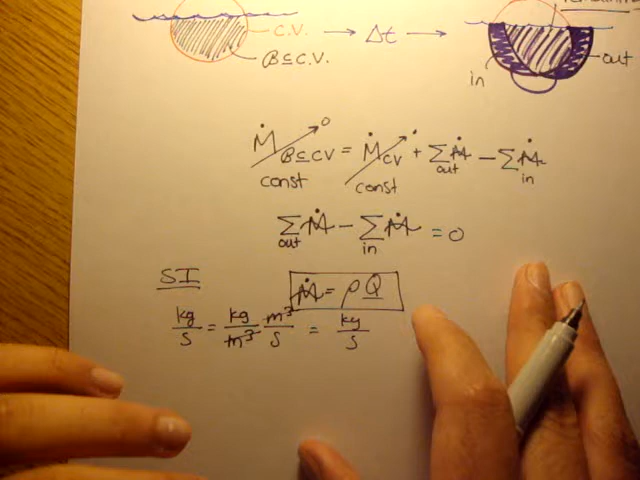 C.V. → Δt →
B⊆C.V.
in out
Ṁ_B⊆CV = Ṁ_CV + Σ_out Ṁ − Σ_in Ṁ
0
const const
Σ_out Ṁ − Σ_in Ṁ = 0
SI
Ṁ = ρ Q
kg/s = kg/m³ m³/s = kg/s